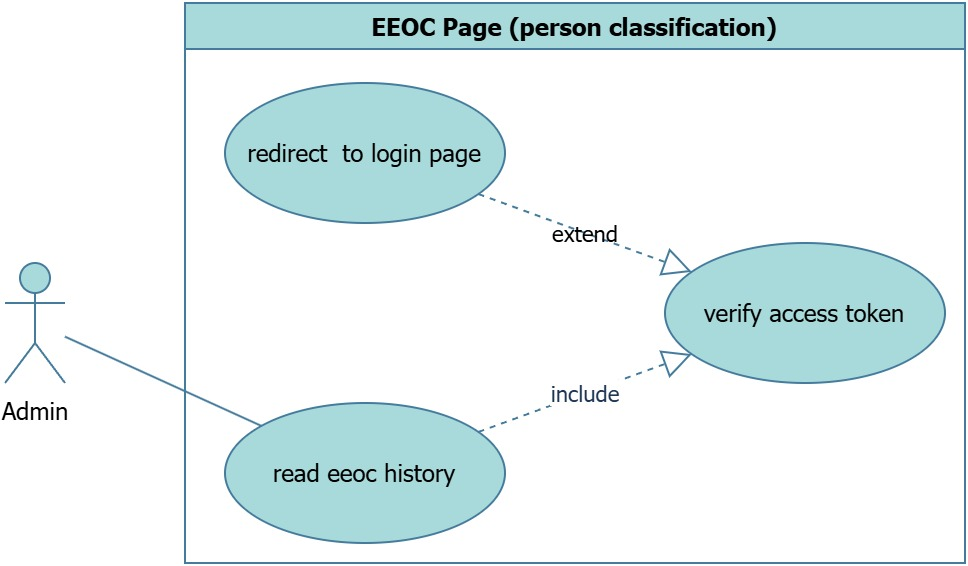 EEOC Page (person classification)
redirect  to login page
extend
verify access token
Admin
include
read eeoc history